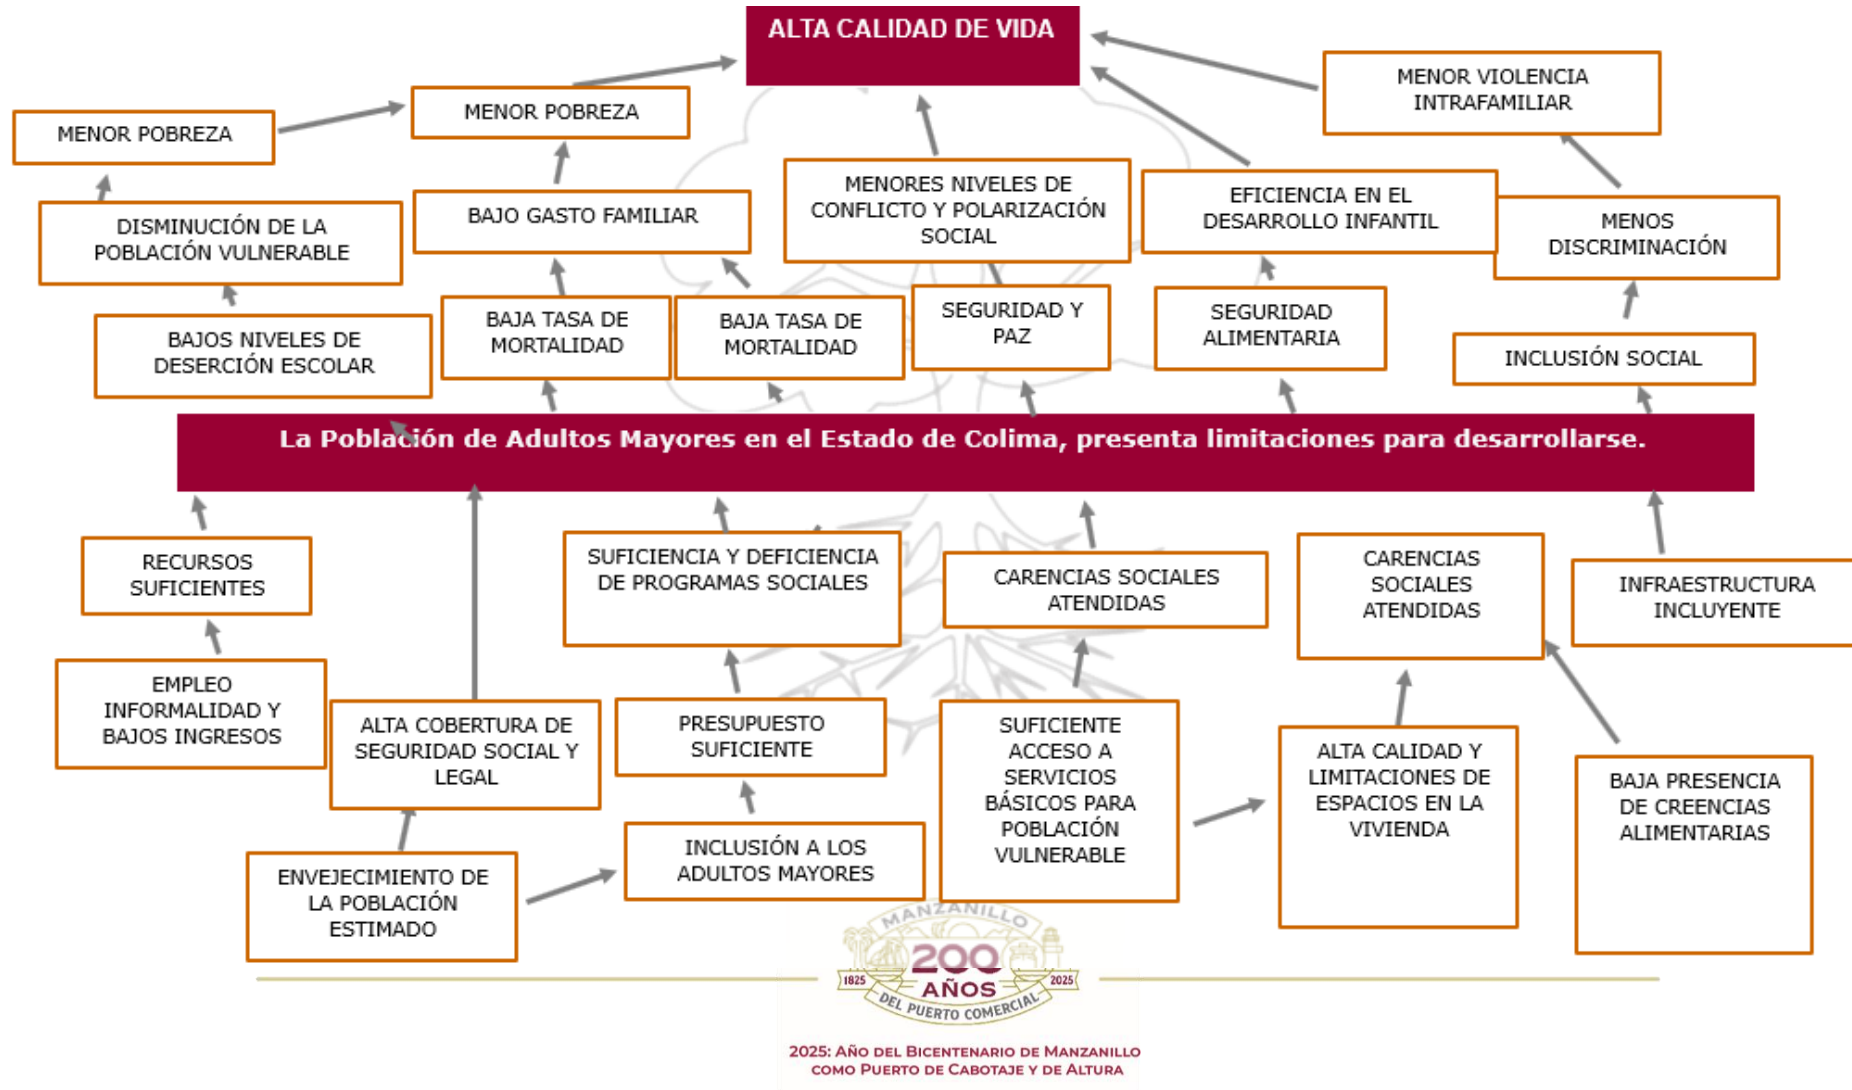 ALTA CALIDAD DE VIDA
MENOR VIOLENCIA
INTRAFAMILIAR
MENOR POBREZA
MENOR POBREZA
MENORES NIVELES DE
CONFLICTO Y POLARIZACIÓN
SOCIAL
EFICIENCIA EN EL
DESARROLLO INFANTIL
BAJO GASTO FAMILIAR
DISMINUCIÓN DE LA
POBLACIÓN VULNERABLE
MENOS
DISCRIMINACIÓN
BAJOS NIVELES DE
DESERCIÓN ESCOLAR
BAJA TASA DE
MORTALIDAD
BAJA TASA DE
MORTALIDAD
SEGURIDAD Y
PAZ
SEGURIDAD
ALIMENTARIA
INCLUSIÓN SOCIAL
La Población de Adultos Mayores en el Estado de Colima, presenta limitaciones para desarrollarse.
RECURSOS
SUFICIENTES
SUFICIENCIA Y DEFICIENCIA
DE PROGRAMAS SOCIALES
CARENCIAS SOCIALES
ATENDIDAS
CARENCIAS
SOCIALES
ATENDIDAS
INFRAESTRUCTURA
INCLUYENTE
EMPLEO
INFORMALIDAD Y
BAJOS INGRESOS
ALTA COBERTURA DE
SEGURIDAD SOCIAL Y
LEGAL
PRESUPUESTO
SUFICIENTE
SUFICIENTE
ACCESO A
SERVICIOS
BÁSICOS PARA
POBLACIÓN
VULNERABLE
ALTA CALIDAD Y
LIMITACIONES DE
ESPACIOS EN LA
VIVIENDA
BAJA PRESENCIA
DE CREENCIAS
ALIMENTARIAS
ENVEJECIMIENTO DE
LA POBLACIÓN
ESTIMADO
INCLUSIÓN A LOS
ADULTOS MAYORES
MANZANILLO
200
1825 AÑOS 2025
DEL PUERTO COMERCIAL
2025: AÑO DEL BICENTENARIO DE MANZANILLO
COMO PUERTO DE CABOTAJE Y DE ALTURA